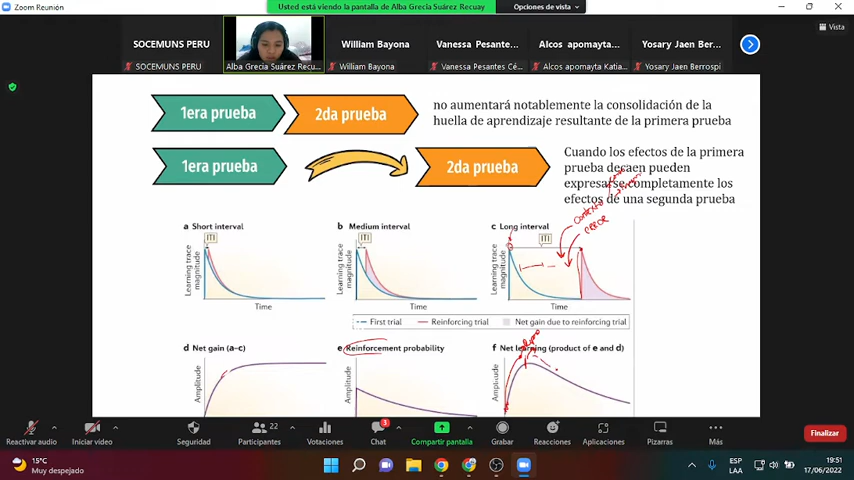 Zoom Reunión
Usted está viendo la pantalla de Alba Grecia Suárez Recuay
Opciones de vista
Vista
SOCEMUNS PERU
William Bayona
Vanessa Pesante...
Alcos apomayta...
Yosary Jaen Ber...
SOCEMUNS PERU
Alba Grecia Suárez Recu...
William Bayona
Vanessa Pesantes Cé...
Alcos apomayta Katia...
Yosary Jaen Berrospi
1era prueba
2da prueba
no aumentará notablemente la consolidación de la
huella de aprendizaje resultante de la primera prueba
1era prueba
2da prueba
Cuando los efectos de la primera
prueba decaen pueden
expresarse completamente los
efectos de una segunda prueba
a Short interval
b Medium interval
c Long interval
ITI
ITI
ITI
Learning trace
magnitude
Learning trace
magnitude
Learning trace
magnitude
Time
Time
Time
First trial
Reinforcing trial
Net gain due to reinforcing trial
d Net gain (a–c)
e Reinforcement probability
f Net learning (product of e and d)
Amplitude
Amplitude
Amplitude
Reactivar audio
Iniciar video
Seguridad
22
Participantes
Votaciones
3
Chat
Compartir pantalla
Grabar
Reacciones
Aplicaciones
Pizarras
Más
Finalizar
15°C
Muy despejado
ESP
LAA
19:51
17/06/2022